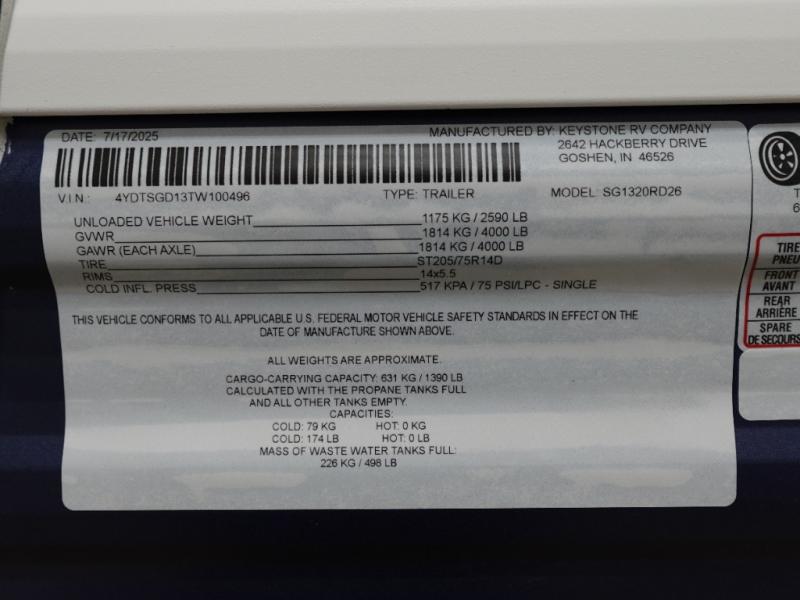 DATE: 7/17/2025
MANUFACTURED BY: KEYSTONE RV COMPANY
2642 HACKBERRY DRIVE
GOSHEN, IN 46526
V.I.N.: 4YDTSGD13TW100496 TYPE: TRAILER MODEL: SG1320RD26
UNLOADED VEHICLE WEIGHT 1175 KG / 2590 LB
GVWR 1814 KG / 4000 LB
GAWR (EACH AXLE) 1814 KG / 4000 LB
TIRE ST205/75R14D
RIMS 14x5.5
COLD INFL. PRESS 517 KPA / 75 PSI/LPC - SINGLE
THIS VEHICLE CONFORMS TO ALL APPLICABLE U.S. FEDERAL MOTOR VEHICLE SAFETY STANDARDS IN EFFECT ON THE
DATE OF MANUFACTURE SHOWN ABOVE.
ALL WEIGHTS ARE APPROXIMATE.
CARGO-CARRYING CAPACITY: 631 KG / 1390 LB
CALCULATED WITH THE PROPANE TANKS FULL
AND ALL OTHER TANKS EMPTY.
CAPACITIES:
COLD: 79 KG HOT: 0 KG
COLD: 174 LB HOT: 0 LB
MASS OF WASTE WATER TANKS FULL:
226 KG / 498 LB
TIRE
PNEU
FRONT
AVANT
REAR
ARRIÈRE
SPARE
DE SECOURS